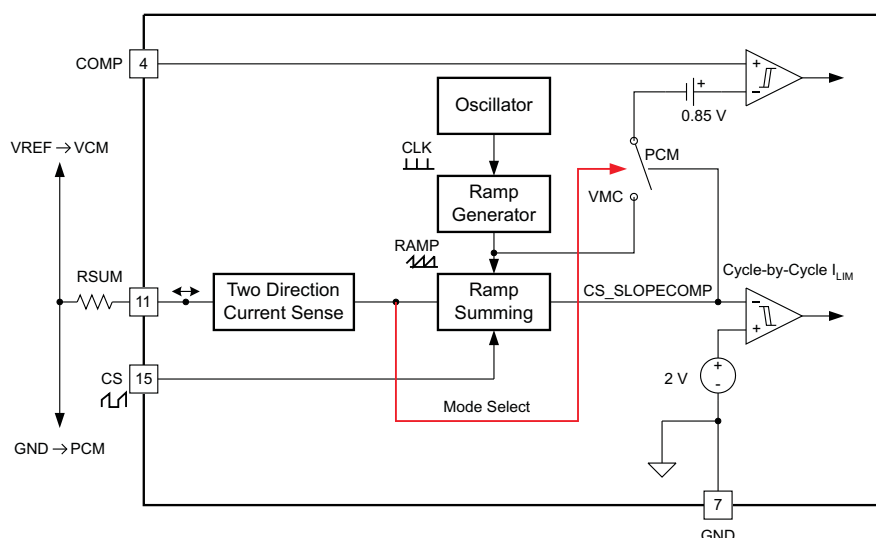 COMP
4
Oscillator
+
0.85 V
+
−
CLK
VREF→VCM
PCM
VMC
Ramp
Generator
RAMP
RSUM
11
Two Direction
Current Sense
Ramp
Summing
CS_SLOPECOMP
Cycle-by-Cycle ILIM
−
+
CS
15
2 V
+
-
Mode Select
GND→PCM
7
GND